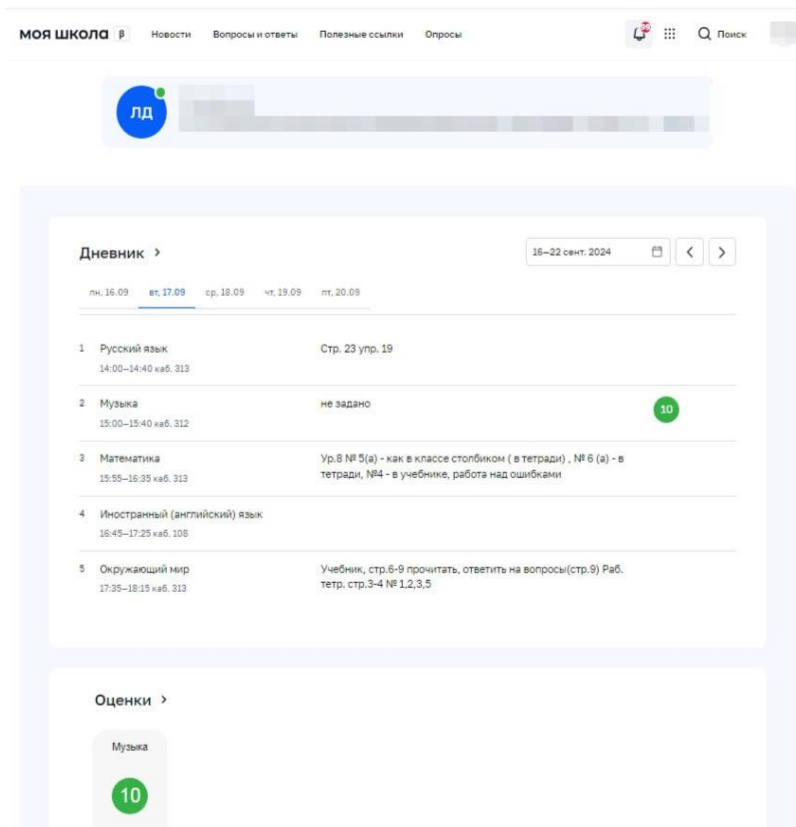 МОЯ ШКОЛА β Новости Вопросы и ответы Полезные ссылки Опросы Поиск
ЛД
Дневник >
16–22 сент. 2024
пн, 16.09 вт, 17.09 ср, 18.09 чт, 19.09 пт, 20.09
1 Русский язык Стр. 23 упр. 19
14:00–14:40 каб. 313
2 Музыка не задано 10
15:00–15:40 каб. 312
3 Математика Ур.8 № 5(а) - как в классе столбиком ( в тетради) , № 6 (а) - в
15:55–16:35 каб. 313 тетради, №4 - в учебнике, работа над ошибками
4 Иностранный (английский) язык
16:45–17:25 каб. 108
5 Окружающий мир Учебник, стр.6-9 прочитать, ответить на вопросы(стр.9) Раб.
17:35–18:15 каб. 313 тетр. стр.3-4 № 1,2,3,5
Оценки >
Музыка
10